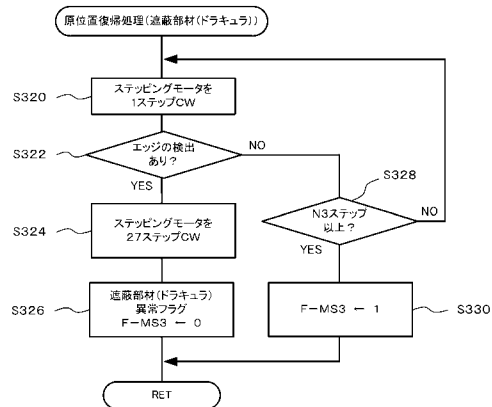 原位置復帰処理(遮蔽部材(ドラキュラ))
S320
ステッピングモータを
1ステップCW
S322
エッジの検出
あり?
NO
YES
S328
N3ステップ
以上?
NO
YES
S324
ステッピングモータを
27ステップCW
S326
遮蔽部材(ドラキュラ)
異常フラグ
F-MS3 ← 0
F-MS3 ← 1
S330
RET